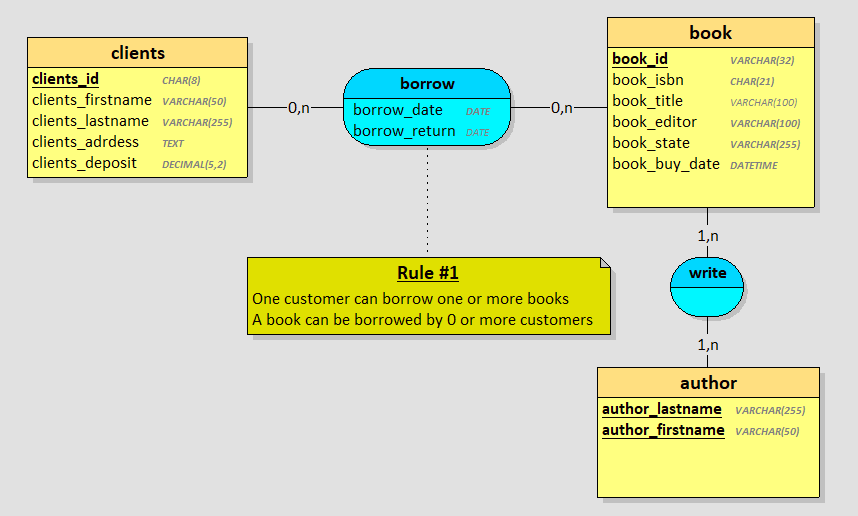 clients
clients_id CHAR(8)
clients_firstname VARCHAR(50)
clients_lastname VARCHAR(255)
clients_adrdess TEXT
clients_deposit DECIMAL(5,2)
0,n
borrow
borrow_date DATE
borrow_return DATE
0,n
book
book_id VARCHAR(32)
book_isbn CHAR(21)
book_title VARCHAR(100)
book_editor VARCHAR(100)
book_state VARCHAR(255)
book_buy_date DATETIME
1,n
write
1,n
Rule #1
One customer can borrow one or more books
A book can be borrowed by 0 or more customers
author
author_lastname VARCHAR(255)
author_firstname VARCHAR(50)